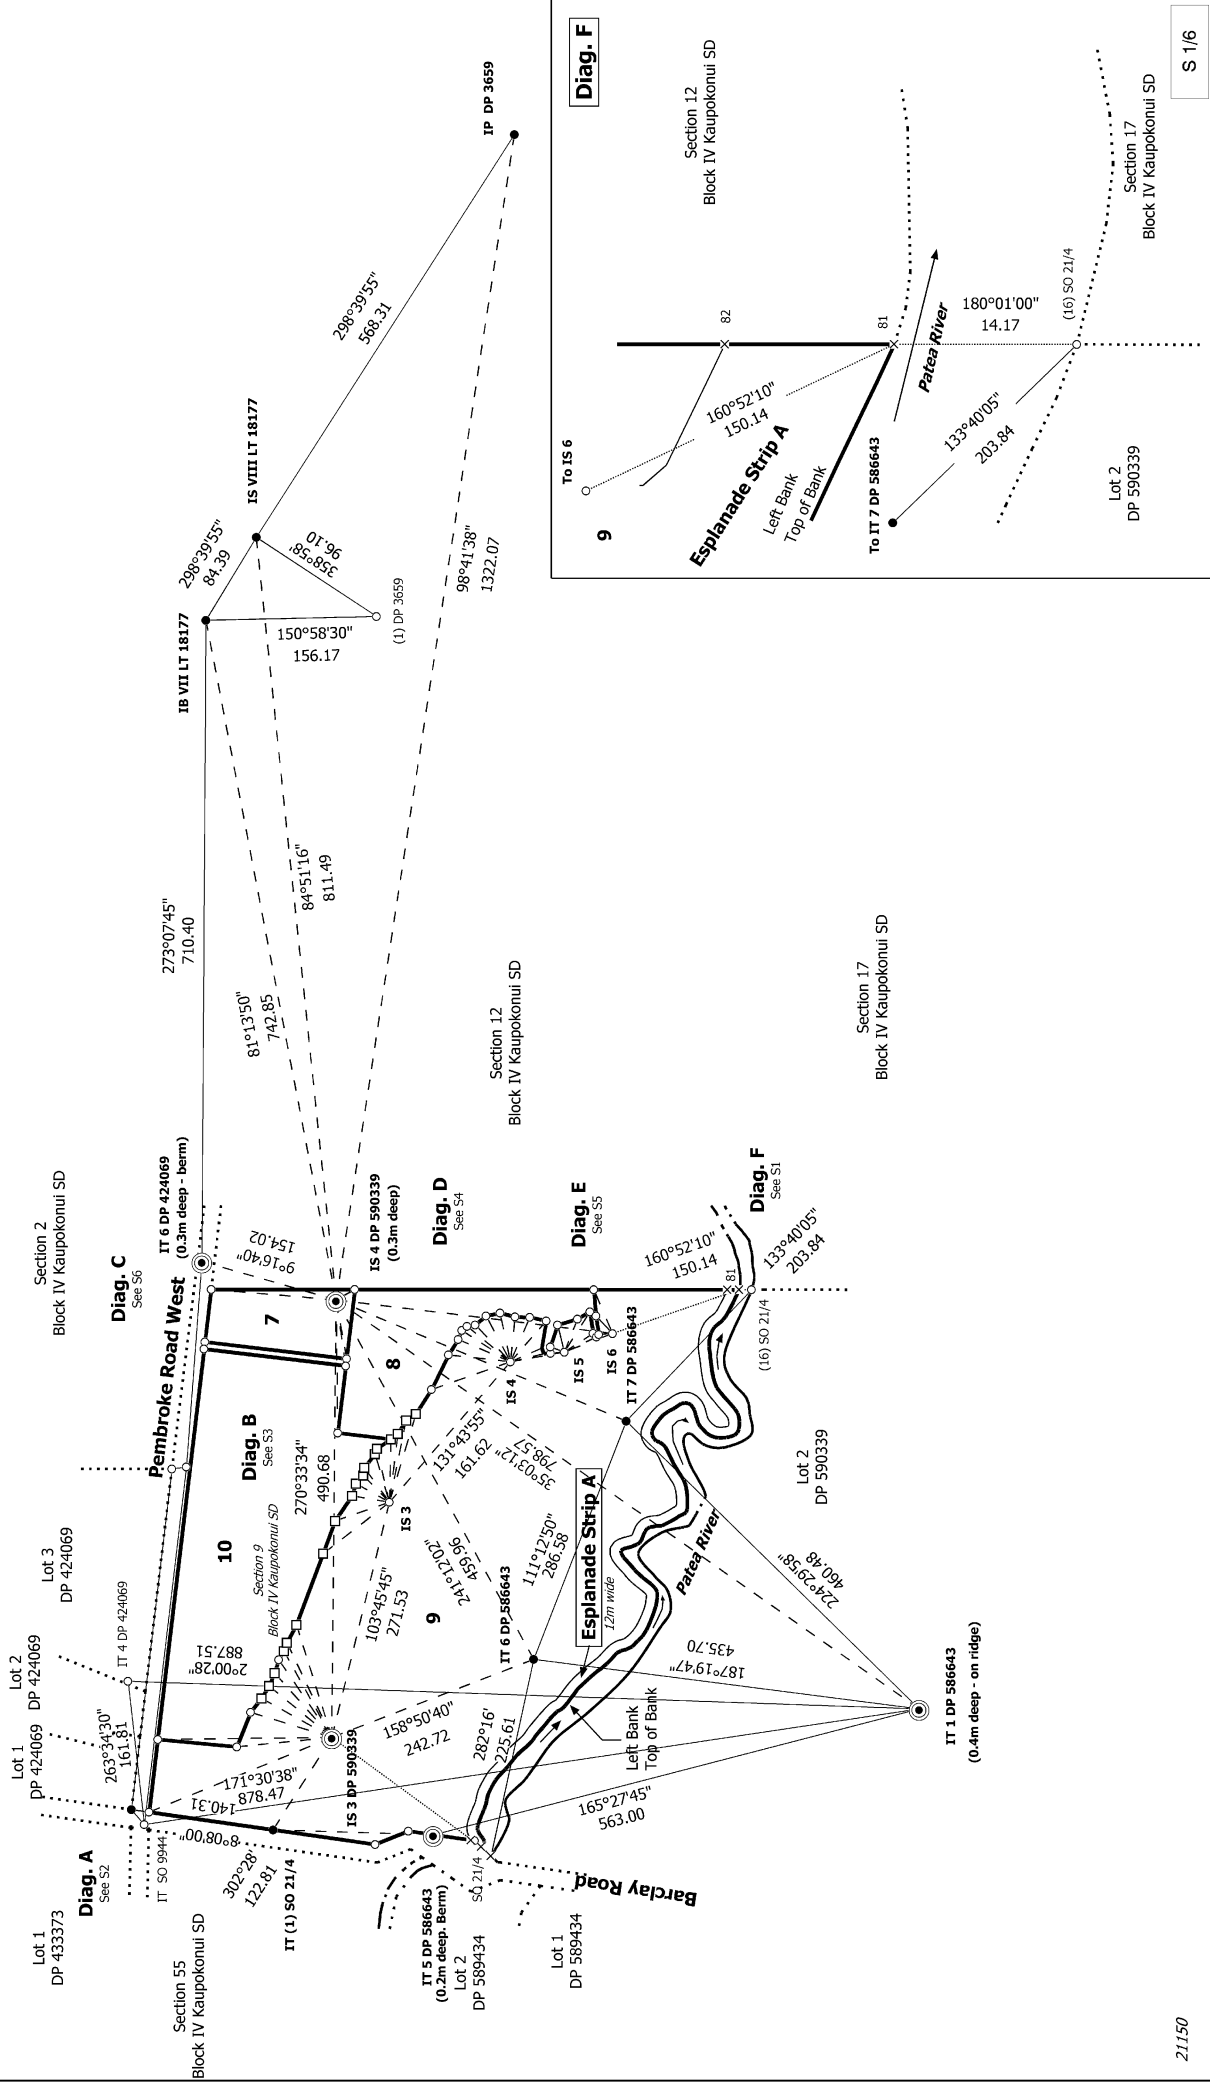 Section 2
Block IV Kaupokonui SD
Lot 1
DP 433373
Diag. A
See S2
Lot 1
DP 424069
Lot 2
DP 424069
Lot 3
DP 424069
Diag. C
See S6
Pembroke Road West
IT 6 DP 424069
(0.3m deep - berm)
273°07'45"
710.40
IB VII LT 18177
298°39'55"
84.39
IS VIII LT 18177
298°39'55"
568.31
IP DP 3659
358°58'
96.10
150°58'30"
156.17
(1) DP 3659
81°13'50"
742.85
84°51'16"
811.49
98°41'38"
1322.07
Section 55
Block IV Kaupokonui SD
IT SO 9944
IT 4 DP 424069
263°34'30"
161.81
2°00'28"
887.51
171°30'38"
878.47
8°08'00"
140.31
302°28'
122.81
IT (1) SO 21/4
IS 3 DP 590339
10
Section 9
Block IV Kaupokonui SD
Diag. B
See S3
7
8
9
9°16'40"
154.02
IS 4 DP 590339
(0.3m deep)
Diag. D
See S4
270°33'34"
490.68
IS 3
103°45'45"
271.53
131°43'55"
161.62
35°03'12"
798.57
241°12'02"
459.96
IS 4
IS 5
IS 6
Diag. E
See S5
Section 12
Block IV Kaupokonui SD
IT 5 DP 586643
(0.2m deep. Berm)
Lot 2
DP 589434
Lot 1
DP 589434
SO 21/4
Barclay Road
158°50'40"
242.72
282°16'
225.61
IT 6 DP 586643
111°12'50"
286.58
IT 7 DP 586643
Esplanade Strip A
12m wide
Left Bank
Top of Bank
Patea River
160°52'10"
150.14
81
133°40'05"
203.84
(16) SO 21/4
Diag. F
See S1
Lot 2
DP 590339
Section 17
Block IV Kaupokonui SD
165°27'45"
563.00
187°19'47"
435.70
224°29'58"
460.48
IT 1 DP 586643
(0.4m deep - on ridge)
21150
Diag. F
Section 12
Block IV Kaupokonui SD
To IS 6
9
82
160°52'10"
150.14
Esplanade Strip A
Left Bank
Top of Bank
81
Patea River
180°01'00"
14.17
(16) SO 21/4
To IT 7 DP 586643
133°40'05"
203.84
Lot 2
DP 590339
Section 17
Block IV Kaupokonui SD
S 1/6